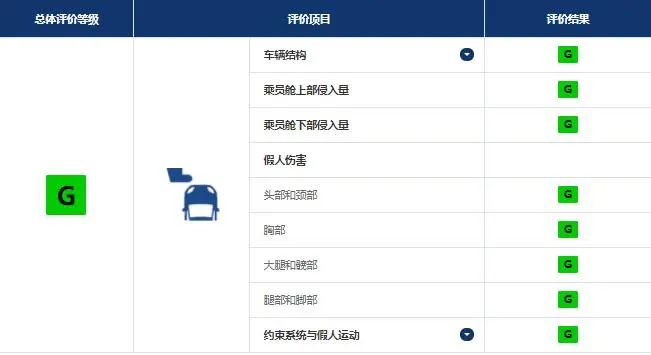 总体评价等级 评价项目 评价结果
车辆结构 G
乘员舱上部侵入量 G
乘员舱下部侵入量 G
假人伤害
G
头部和颈部 G
胸部 G
大腿和髋部 G
腿部和脚部 G
约束系统与假人运动 G